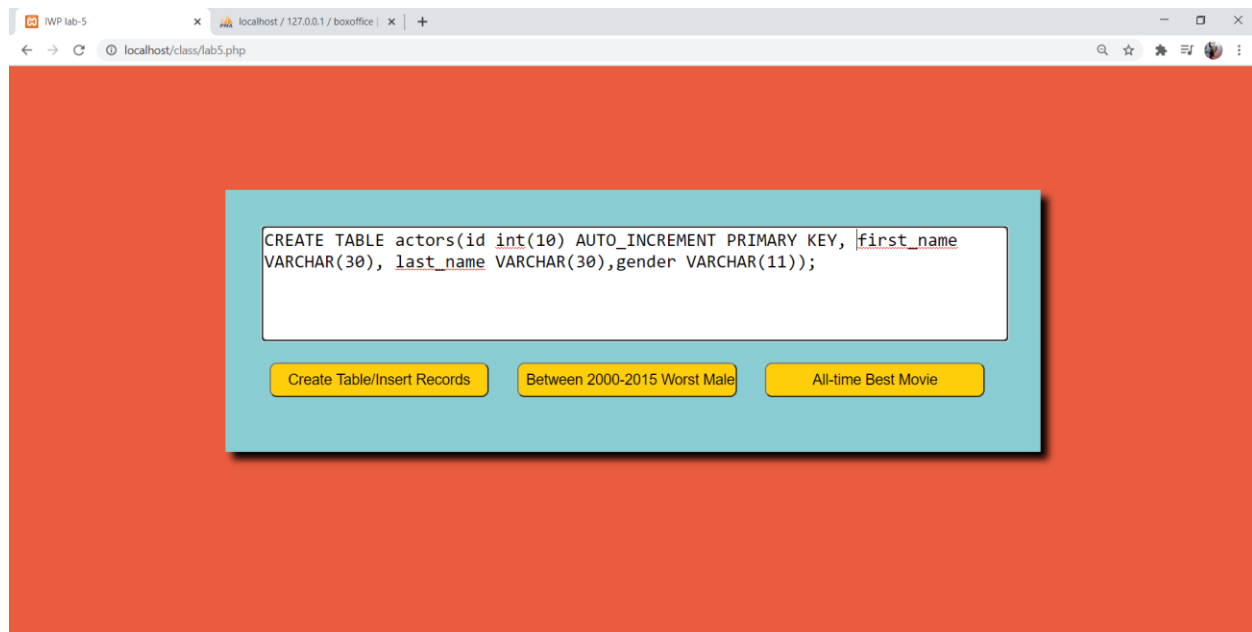 IWP lab-5
localhost / 127.0.0.1 / boxoffice |
localhost/class/lab5.php
CREATE TABLE actors(id int(10) AUTO_INCREMENT PRIMARY KEY, first_name
VARCHAR(30), last_name VARCHAR(30),gender VARCHAR(11));
Create Table/Insert Records
Between 2000-2015 Worst Male
All-time Best Movie